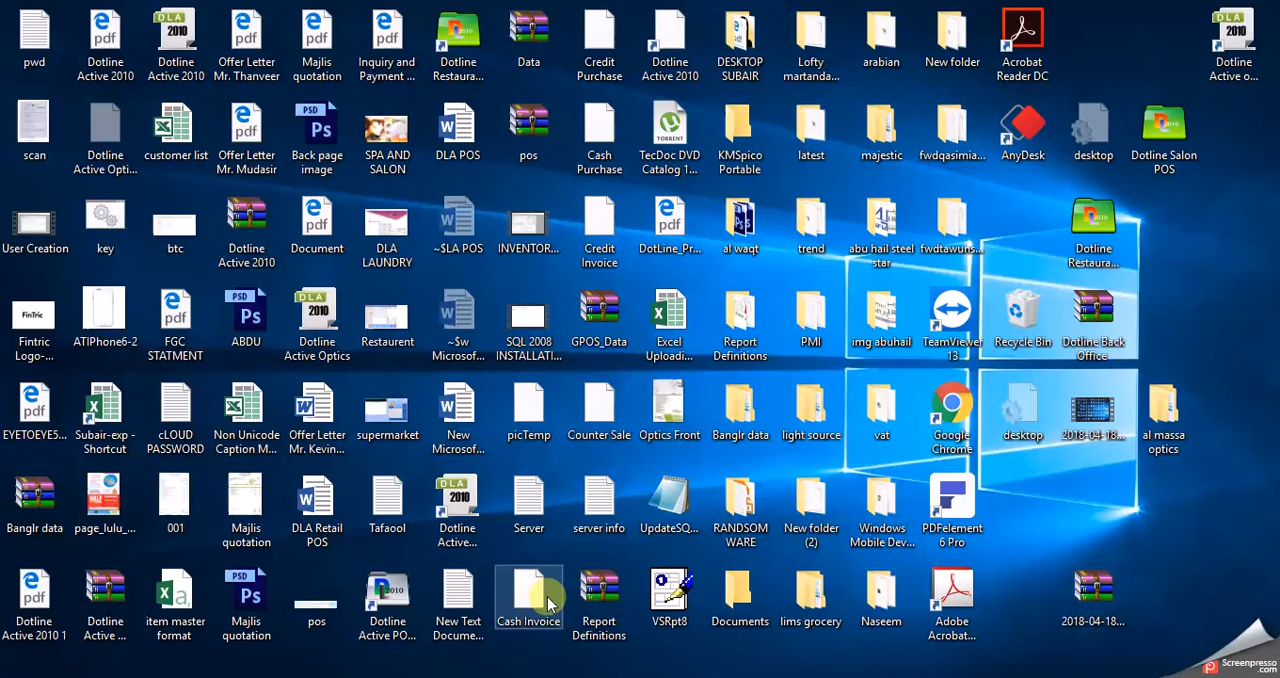 pwd
Dotline
Active 2010
Dotline
Active 2010
Offer Letter
Mr. Thanveer
Majlis
quotation
Inquiry and
Payment ...
Dotline
Restaura...
Data
Credit
Purchase
Dotline
Active 2010
DESKTOP
SUBAIR
Lofty
martanda...
arabian
New folder
Acrobat
Reader DC
Dotline
Active o...
scan
Dotline
Active Opti...
customer list
Offer Letter
Mr. Mudasir
Back page
image
SPA AND
SALON
DLA POS
pos
Cash
Purchase
TecDoc DVD
Catalog 1...
KMSpico
Portable
latest
majestic
fwdqasimia...
AnyDesk
desktop
Dotline Salon
POS
User Creation
key
btc
Dotline
Active 2010
Document
DLA
LAUNDRY
~$LA POS
INVENTOR...
Credit
Invoice
DotLine_Pr...
al waqt
trend
abu hail steel
star
fwdtawuns...
Dotline
Restaura...
Fintric
Logo-...
ATIPhone6-2
FGC
STATMENT
ABDU
Dotline
Active Optics
Restaurent
~$w
Microsof...
SQL 2008
INSTALLATI...
GPOS_Data
Excel
Uploadi...
Report
Definitions
PMI
img abuhail
TeamViewer
13
Recycle Bin
Dotline Back
Office
EYETOEYE5...
Subair-exp -
Shortcut
cLOUD
PASSWORD
Non Unicode
Caption M...
Offer Letter
Mr. Kevin...
supermarket
New
Microsof...
picTemp
Counter Sale
Optics Front
Banglr data
light source
vat
Google
Chrome
desktop
2018-04-18...
al massa
optics
Banglr data
page_lulu_...
001
Majlis
quotation
DLA Retail
POS
Tafaool
Dotline
Active...
Server
server info
UpdateSQ...
RANDSOM
WARE
New folder
(2)
Windows
Mobile Dev...
PDFelement
6 Pro
Dotline
Active 2010 1
Dotline
Active ...
item master
format
Majlis
quotation
pos
Dotline
Active PO...
New Text
Docume...
Cash Invoice
Report
Definitions
VSRpt8
Documents
lims grocery
Naseem
Adobe
Acrobat...
2018-04-18...
Screenpresso
.com